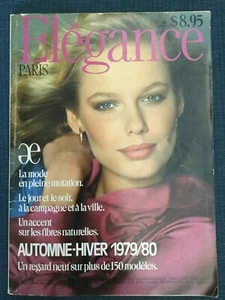 $8.95
Elégance
PARIS
æ
La mode
en pleine mutation.
Le jour et le soir,
à la campagne et à la ville.
Un accent
sur les fibres naturelles.
AUTOMNE-HIVER 1979/80
Un regard neuf sur plus de 150 modèles.